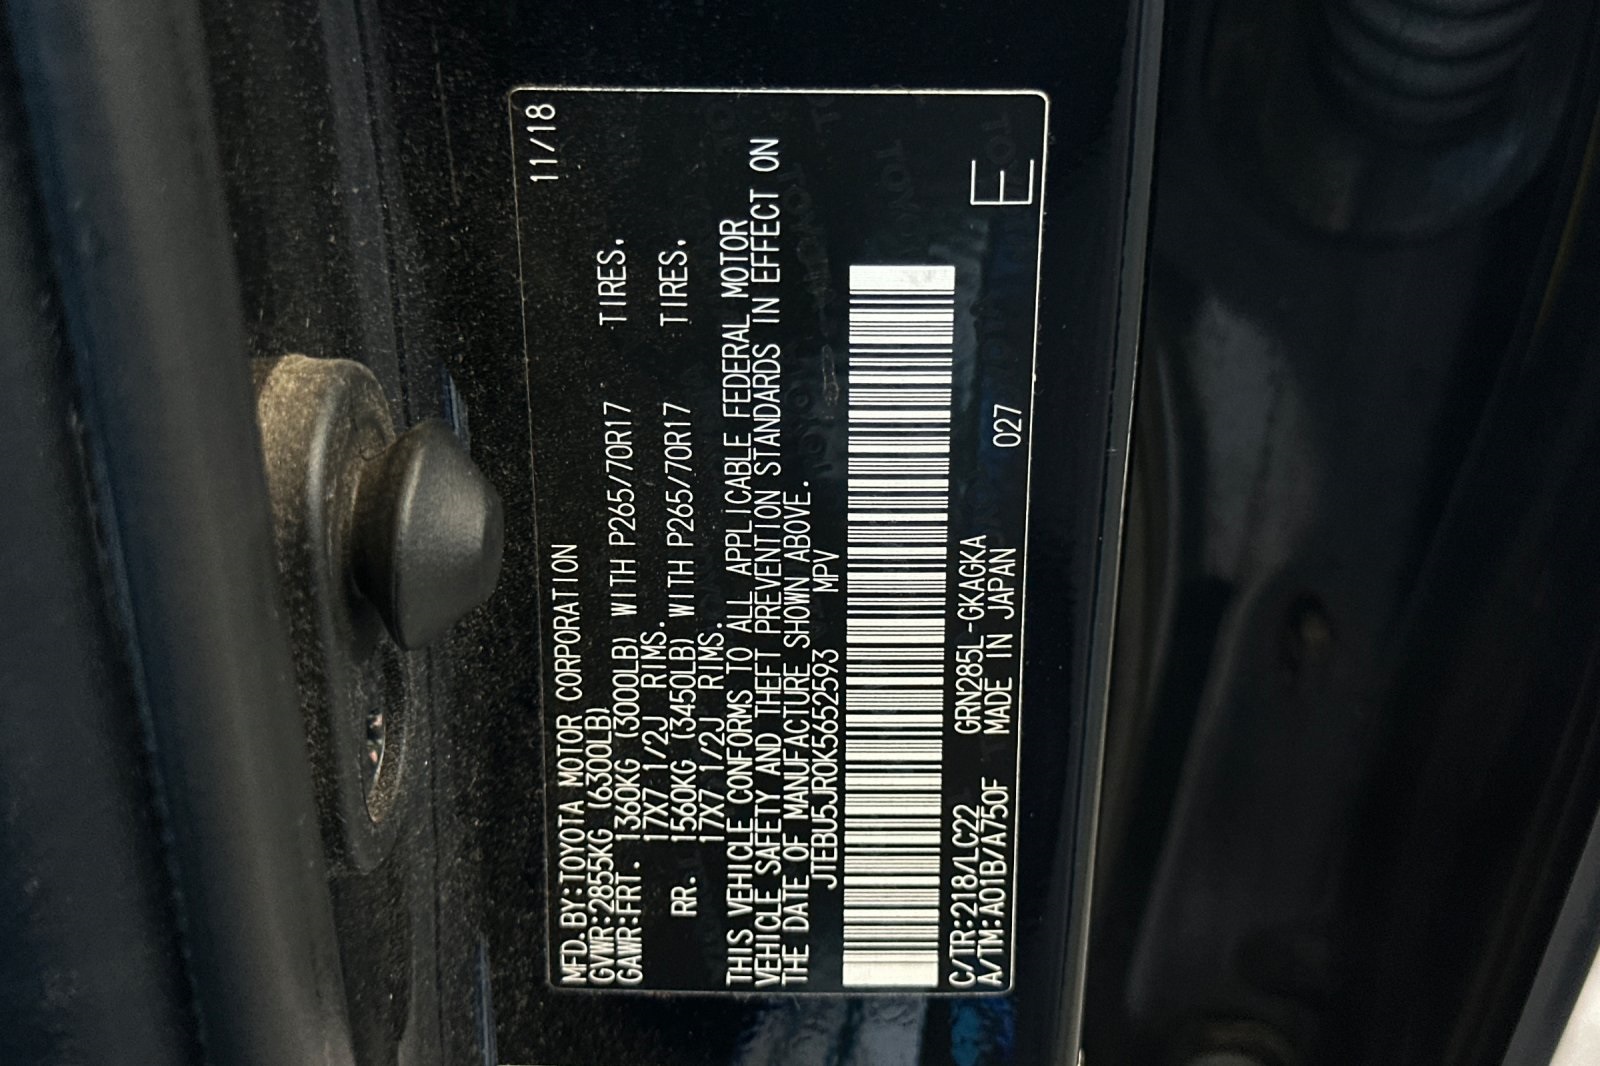 MFD.BY:TOYOTA MOTOR CORPORATION 11/18
GVWR:2855KG (6300LB)
GAWR:FRT. 1360KG (3000LB) WITH P265/70R17 TIRES.
17X7 1/2J RIMS.
RR. 1560KG (3450LB) WITH P265/70R17 TIRES.
17X7 1/2J RIMS.
THIS VEHICLE CONFORMS TO ALL APPLICABLE FEDERAL MOTOR
VEHICLE SAFETY AND THEFT PREVENTION STANDARDS IN EFFECT ON
THE DATE OF MANUFACTURE SHOWN ABOVE.
JTEBU5JR0K5652593 MPV
C/TR:218/LC22 GRN285L-GKAGKA
A/TM:A01B/A750F MADE IN JAPAN 027
E